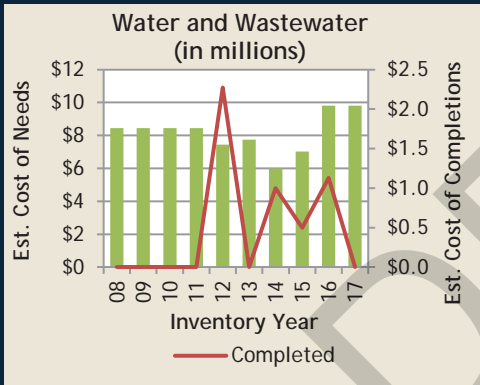 Water and Wastewater
(in millions)
Est. Cost of Needs
$12
$10
$8
$6
$4
$2
$0
$2.5
$2.0
$1.5
$1.0
$0.5
$0.0
Est. Cost of Completions
08 09 10 11 12 13 14 15 16 17
Inventory Year
Completed